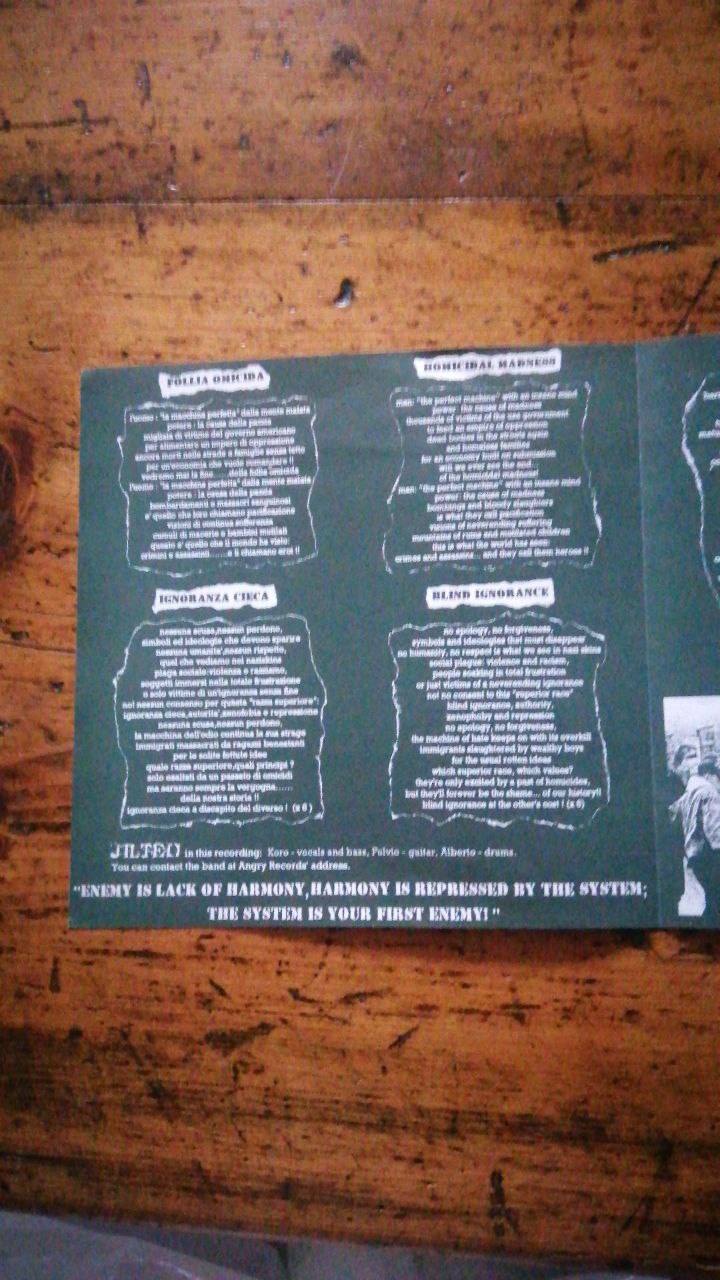 FOLLIA OMICIDA
l'uomo : "la macchina perfetta" dalla mente malata
potere : la causa della pazzia
migliaia di vittime del governo americano
per alimentare un impero di oppressione
ancora morti nelle strade e famiglie senza tetto
per un'economia che vuole comandare !!
vedremo mai la fine ..... della follia omicida
l'uomo : "la macchina perfetta" dalla mente malata
potere : la causa della pazzia
bombardamenti e massacri sanguinosi
e' quello che loro chiamano pacificazione
visioni di continua sofferenza
cumuli di macerie e bambini mutilati
questo e' quello che il mondo ha visto
crimini e assassini ...... e li chiamano eroi !!
HOMICIDAL MADNESS
man: "the perfect machine" with an insane mind
power: the cause of madness
thousands of victims of the usa government
to feed an empire of oppression
dead bodies in the streets again
and homeless families
for an economy built on submission
will we ever see the end...
of the homicidal madness?
man: "the perfect machine" with an insane mind
power: the cause of madness
bombings and bloody slaughters
is what they call pacification
visions of neverending suffering
mountains of ruins and mutilated children
this is what the world has seen:
crimes and assassins... and they call them heroes !!
IGNORANZA CIECA
nessuna scusa,nessun perdono,
simboli ed ideologie che devono sparire
nessuna umanita',nessun rispetto,
quel che vediamo nei naziskins
piaga sociale:violenza e razzismo,
soggetti immersi nella totale frustrazione
o solo vittime di un'ignoranza senza fine
no! nessun consenso per questa "razza superiore":
ignoranza cieca,autorita',xenofobia e repressione
nessuna scusa,nessun perdono,
la macchina dell'odio continua la sua strage
immigrati massacrati da ragazzi benestanti
per le solite fottute idee
quale razza superiore,quali principi ?
solo esaltati da un passato di omicidi
ma saranno sempre la vergogna......
della nostra storia !!
ignoranza cieca a discapito del diverso ! (x 6 )
BLIND IGNORANCE
no apology, no forgiveness,
symbols and ideologies that must disappear
no humanity, no respect is what we see in nazi skins
social plague: violence and racism,
people soaking in total frustration
or just victims of a neverending ignorance
no! no consent to this "superior race"
blind ignorance, authority,
xenophoby and repression
no apology, no forgiveness,
the machine of hate keeps on with its overkill
immigrants slaughtered by wealthy boys
for the usual rotten ideas
which superior race, which values?
they're only excited by a past of homicides,
but they'll forever be the shame... of our history!!
blind ignorance at the other's cost ! (x 6)
JILTED in this recording: Koro - vocals and bass, Fulvio - guitar, Alberto - drums.
You can contact the band at Angry Records' address.
"ENEMY IS LACK OF HARMONY, HARMONY IS REPRESSED BY THE SYSTEM;
THE SYSTEM IS YOUR FIRST ENEMY! "